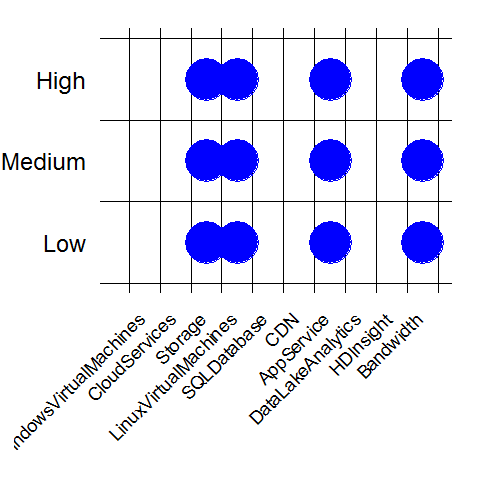 High
Medium
Low
ndowsVirtualMachines
CloudServices
Storage
LinuxVirtualMachines
SQLDatabase
CDN
AppService
DataLakeAnalytics
HDInsight
Bandwidth